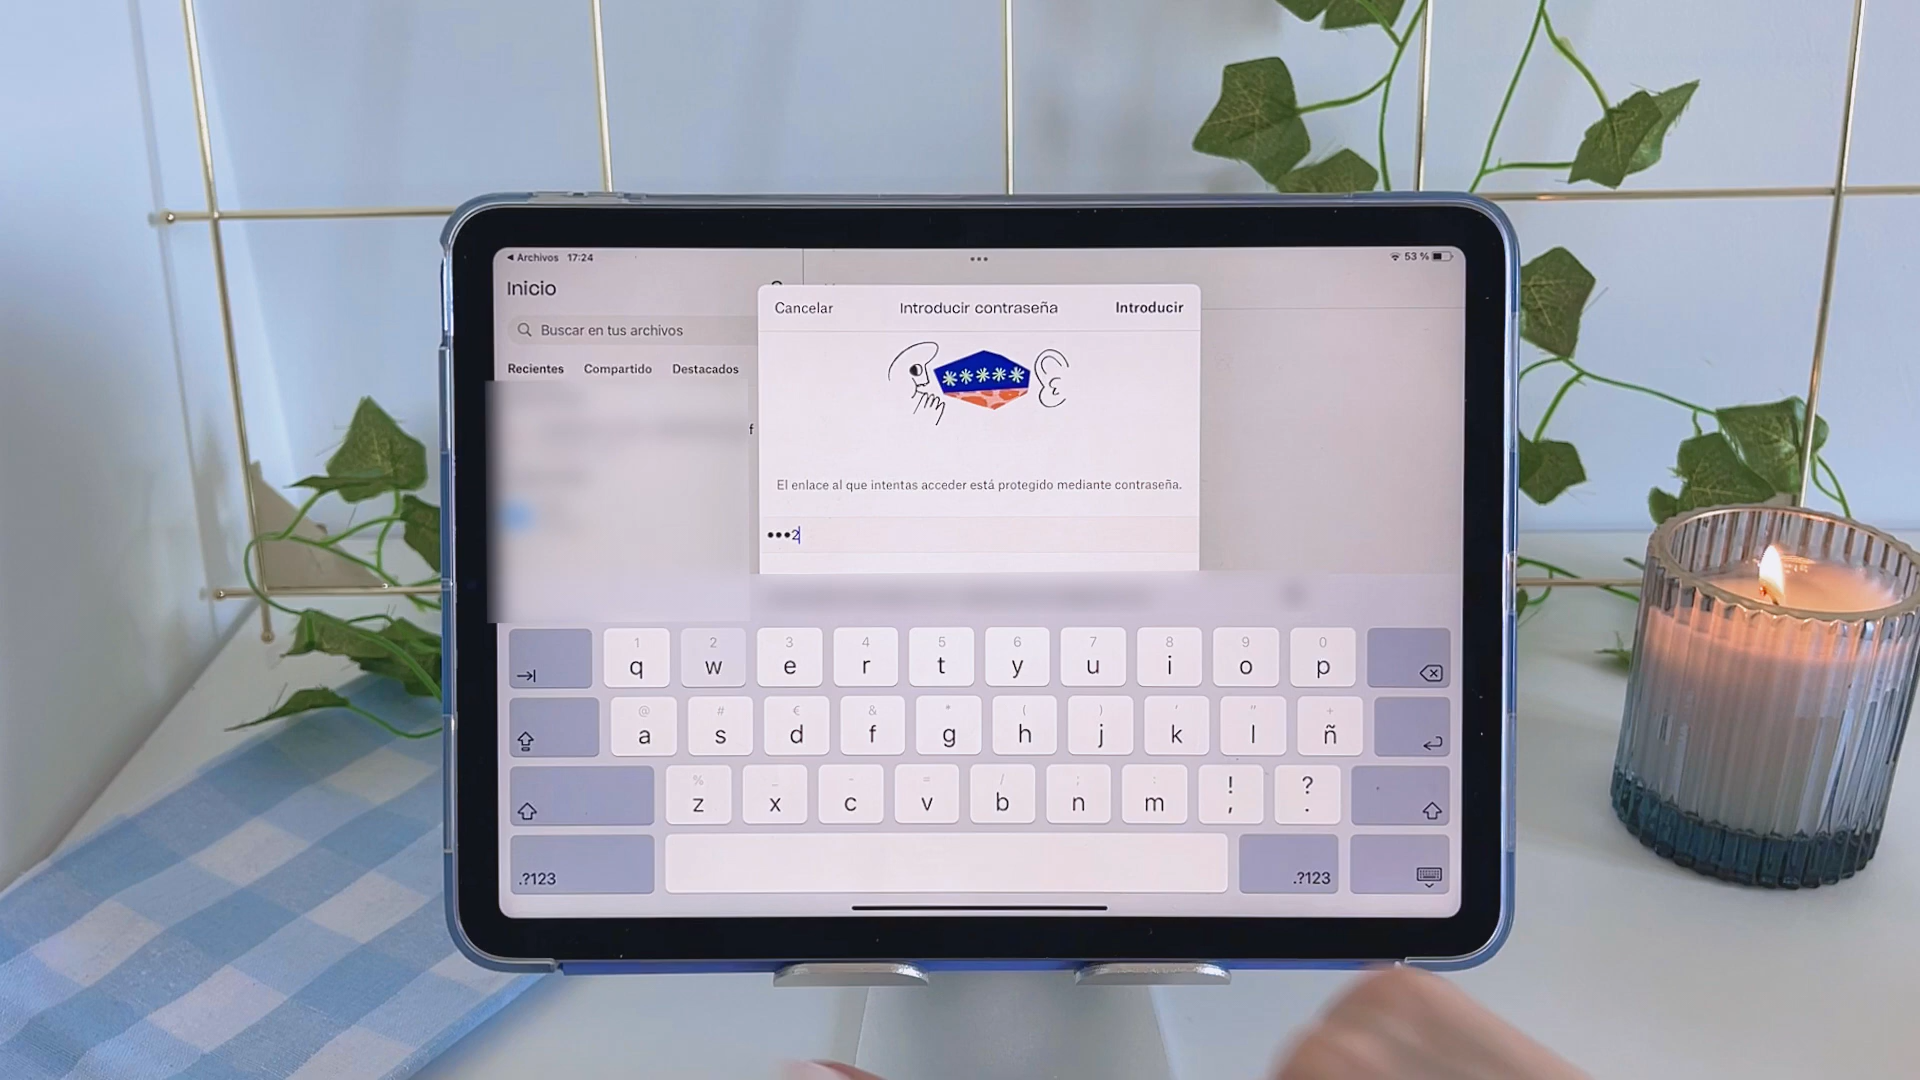 ◀ Archivos 17:24
53 %
Inicio
Buscar en tus archivos
Recientes Compartido Destacados
Cancelar Introducir contraseña Introducir
*****
El enlace al que intentas acceder está protegido mediante contraseña.
•••2
1 2 3 4 5 6 7 8 9 0
q w e r t y u i o p
@ # € & * ( ) ' " +
a s d f g h j k l ñ
% _ - = / ; : ! ?
z x c v b n m , .
.?123 .?123